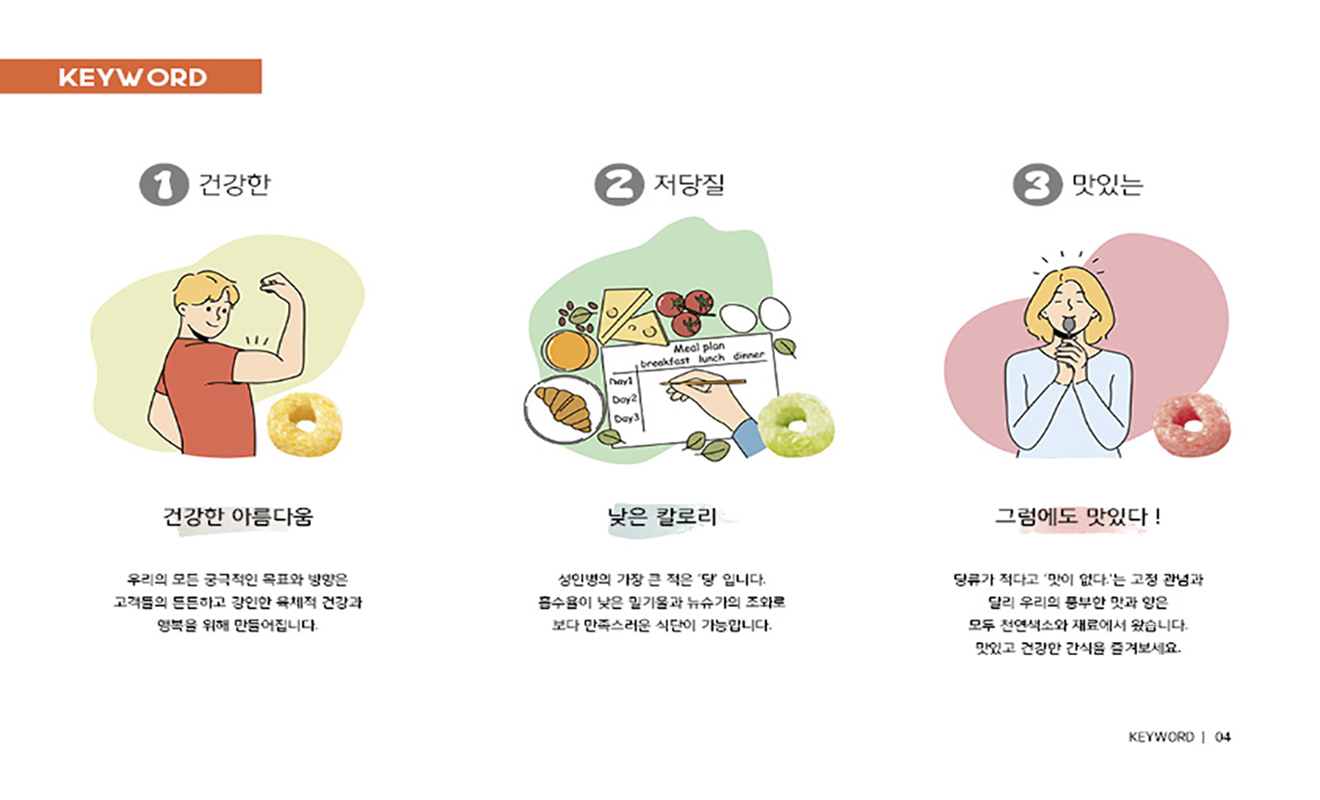 KEYWORD
1 건강한
건강한 아름다움
우리의 모든 궁극적인 목표와 방향은
고객들의 튼튼하고 강인한 육체적 건강과
행복을 위해 만들어집니다.
2 저당질
Meal plan
breakfast lunch dinner
Day1
Day2
Day3
낮은 칼로리
성인병의 가장 큰 적은 '당' 입니다.
흡수율이 낮은 밀기울과 뉴슈가의 조화로
보다 만족스러운 식단이 가능합니다.
3 맛있는
그럼에도 맛있다 !
당류가 적다고 '맛이 없다.'는 고정 관념과
달리 우리의 풍부한 맛과 향은
모두 천연색소와 재료에서 왔습니다.
맛있고 건강한 간식을 즐겨보세요.
KEYWORD | 04